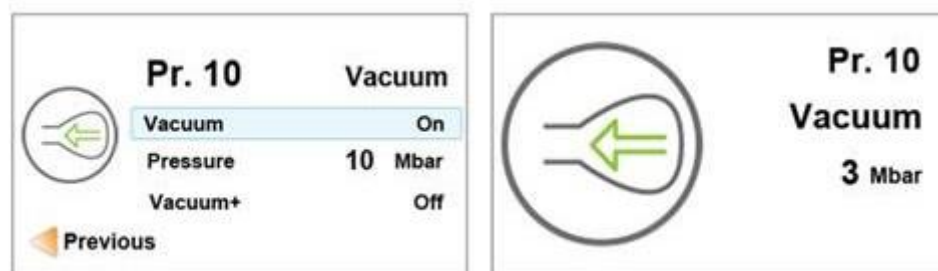 Pr. 10 Vacuum
Vacuum On
Pressure 10 Mbar
Vacuum+ Off
Previous
Pr. 10
Vacuum
3 Mbar